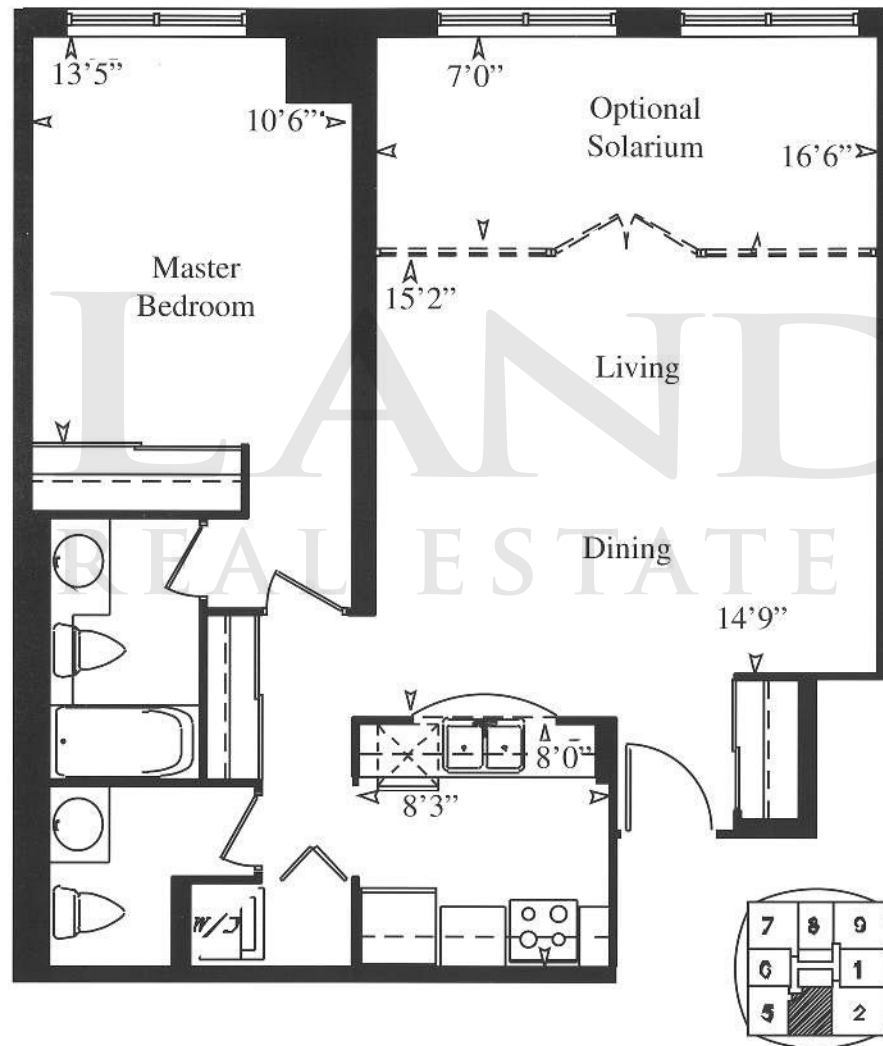 13'5"
7'0"
10'6"
Optional
Solarium
16'6"
Master
Bedroom
15'2"
LAND
Living
REAL ESTATE
Dining
14'9"
8'0"
8'3"
W/D
7 8 9
6 1
5 2